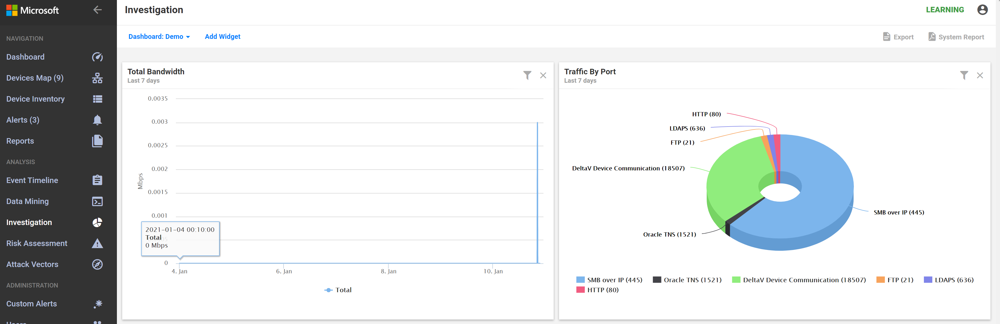 Microsoft
NAVIGATION
Dashboard
Devices Map (9)
Device Inventory
Alerts (3)
Reports
ANALYSIS
Event Timeline
Data Mining
Investigation
Risk Assessment
Attack Vectors
ADMINISTRATION
Custom Alerts
Users
Investigation
LEARNING
Dashboard: Demo
Add Widget
Export
System Report
Total Bandwidth
Last 7 days
0.0035
0.003
0.0025
0.002
0.0015
0.001
0
Mbps
2021-01-04 00:10:00
Total
0 Mbps
4. Jan
6. Jan
8. Jan
10. Jan
Total
Traffic By Port
Last 7 days
HTTP (80)
LDAPS (636)
FTP (21)
DeltaV Device Communication (18507)
SMB over IP (445)
Oracle TNS (1521)
SMB over IP (445) Oracle TNS (1521) DeltaV Device Communication (18507) FTP (21) LDAPS (636)
HTTP (80)